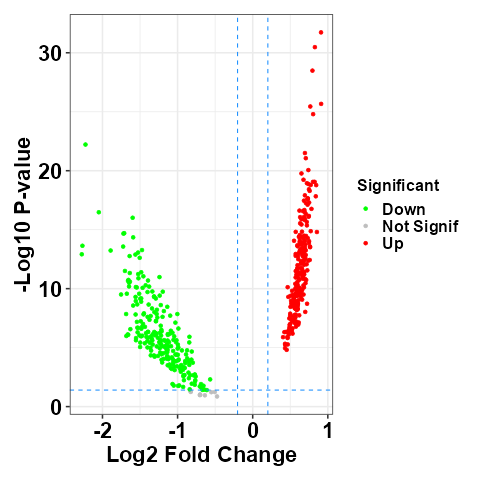 30
20
10
0
-Log10 P-value
-2
-1
0
1
Log2 Fold Change
Significant
Down
Not Signif
Up